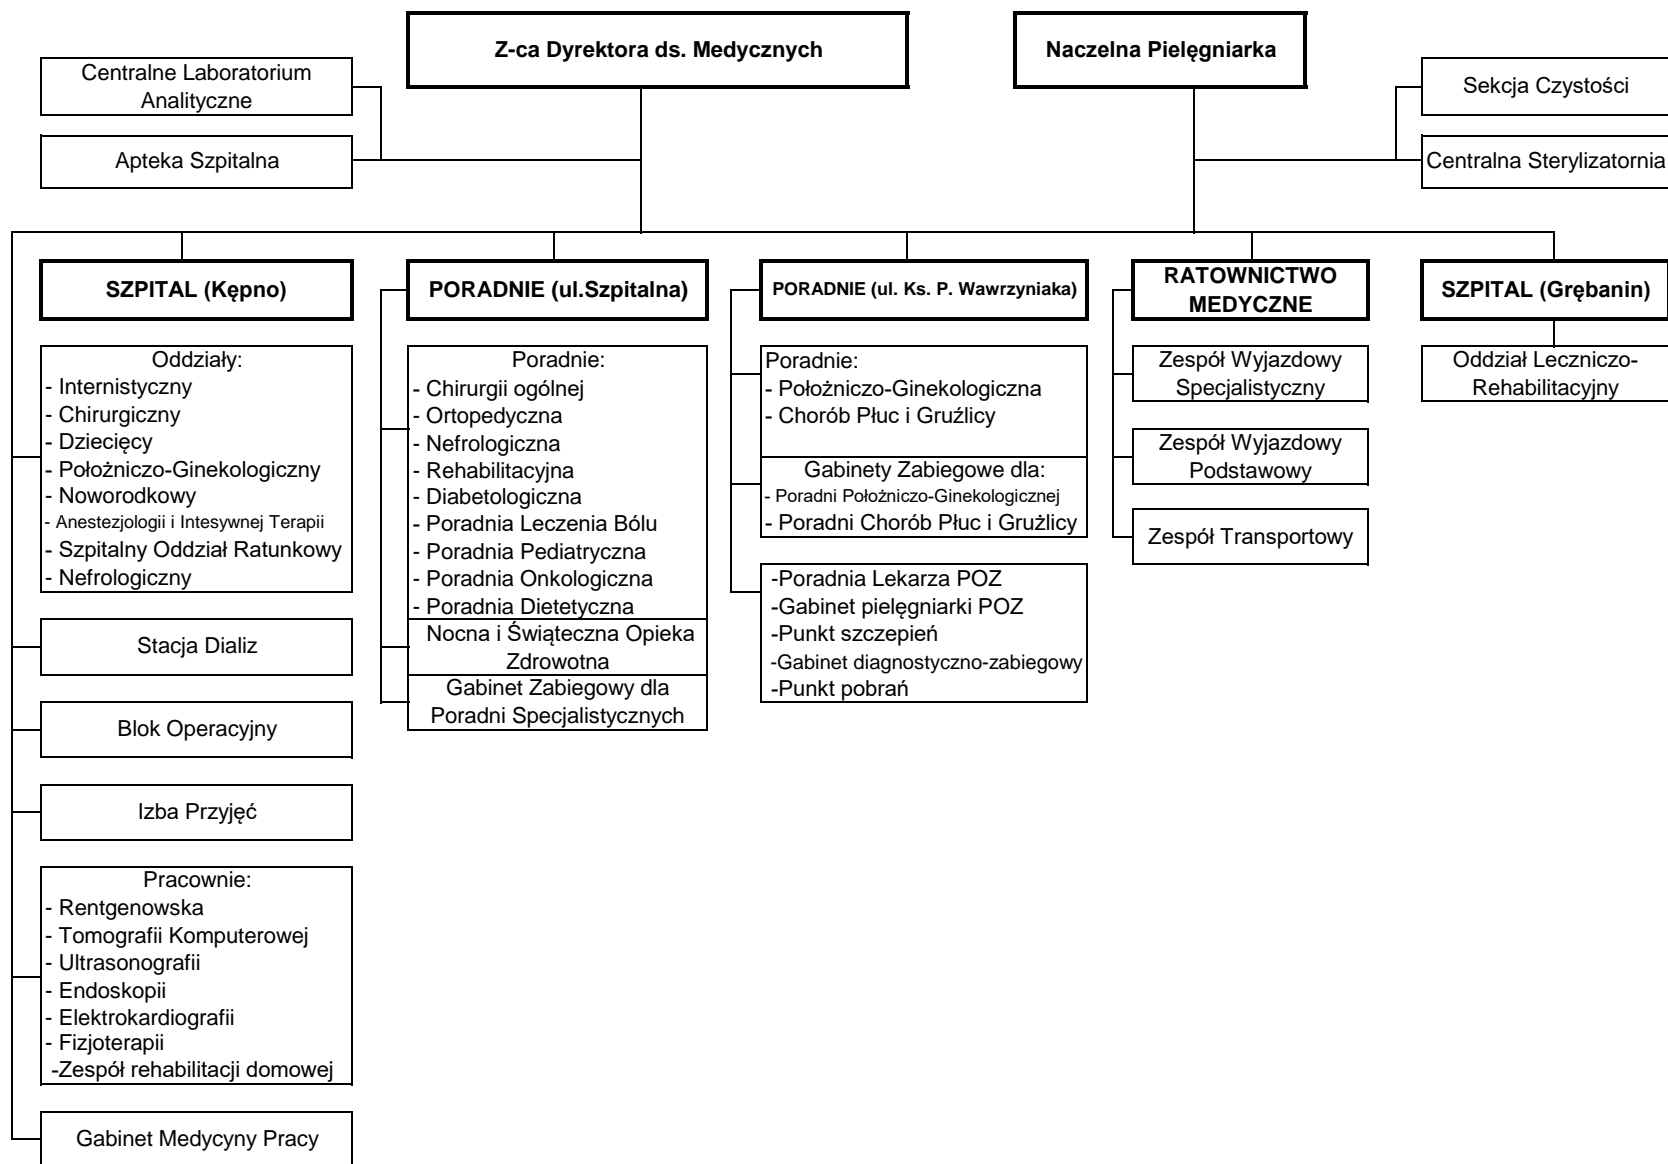 Z-ca Dyrektora ds. Medycznych
Naczelna Pielęgniarka
Centralne Laboratorium
Analityczne
Apteka Szpitalna
Sekcja Czystości
Centralna Sterylizatornia
SZPITAL (Kępno)
Oddziały:
- Internistyczny
- Chirurgiczny
- Dziecięcy
- Położniczo-Ginekologiczny
- Noworodkowy
- Anestezjologii i Intesywnej Terapii
- Szpitalny Oddział Ratunkowy
- Nefrologiczny
Stacja Dializ
Blok Operacyjny
Izba Przyjęć
Pracownie:
- Rentgenowska
- Tomografii Komputerowej
- Ultrasonografii
- Endoskopii
- Elektrokardiografii
- Fizjoterapii
-Zespół rehabilitacji domowej
Gabinet Medycyny Pracy
PORADNIE (ul.Szpitalna)
Poradnie:
- Chirurgii ogólnej
- Ortopedyczna
- Nefrologiczna
- Rehabilitacyjna
- Diabetologiczna
- Poradnia Leczenia Bólu
- Poradnia Pediatryczna
- Poradnia Onkologiczna
- Poradnia Dietetyczna
Nocna i Świąteczna Opieka
Zdrowotna
Gabinet Zabiegowy dla
Poradni Specjalistycznych
PORADNIE (ul. Ks. P. Wawrzyniaka)
Poradnie:
- Położniczo-Ginekologiczna
- Chorób Płuc i Gruźlicy
Gabinety Zabiegowe dla:
- Poradni Położniczo-Ginekologicznej
- Poradni Chorób Płuc i Grużlicy
-Poradnia Lekarza POZ
-Gabinet pielęgniarki POZ
-Punkt szczepień
-Gabinet diagnostyczno-zabiegowy
-Punkt pobrań
RATOWNICTWO
MEDYCZNE
Zespół Wyjazdowy
Specjalistyczny
Zespół Wyjazdowy
Podstawowy
Zespół Transportowy
SZPITAL (Grębanin)
Oddział Leczniczo-
Rehabilitacyjny